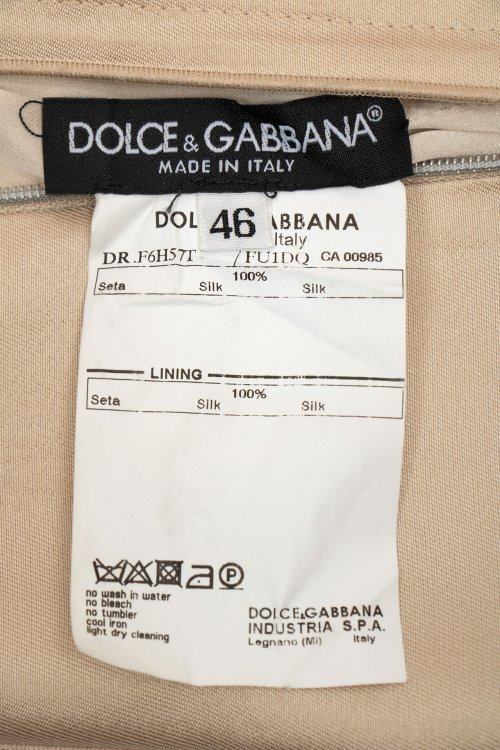 DOLCE & GABBANA®
MADE IN ITALY
46
DOL ABBANA
Italy
DR.F6H57T /FU1DQ CA 00985
100%
Seta Silk Silk
LINING
100%
Seta Silk Silk
P
no wash in water
no bleach
no tumbler
cool iron
light dry cleaning
DOLCE&GABBANA
INDUSTRIA S.P.A.
Legnano (Mi) Italy